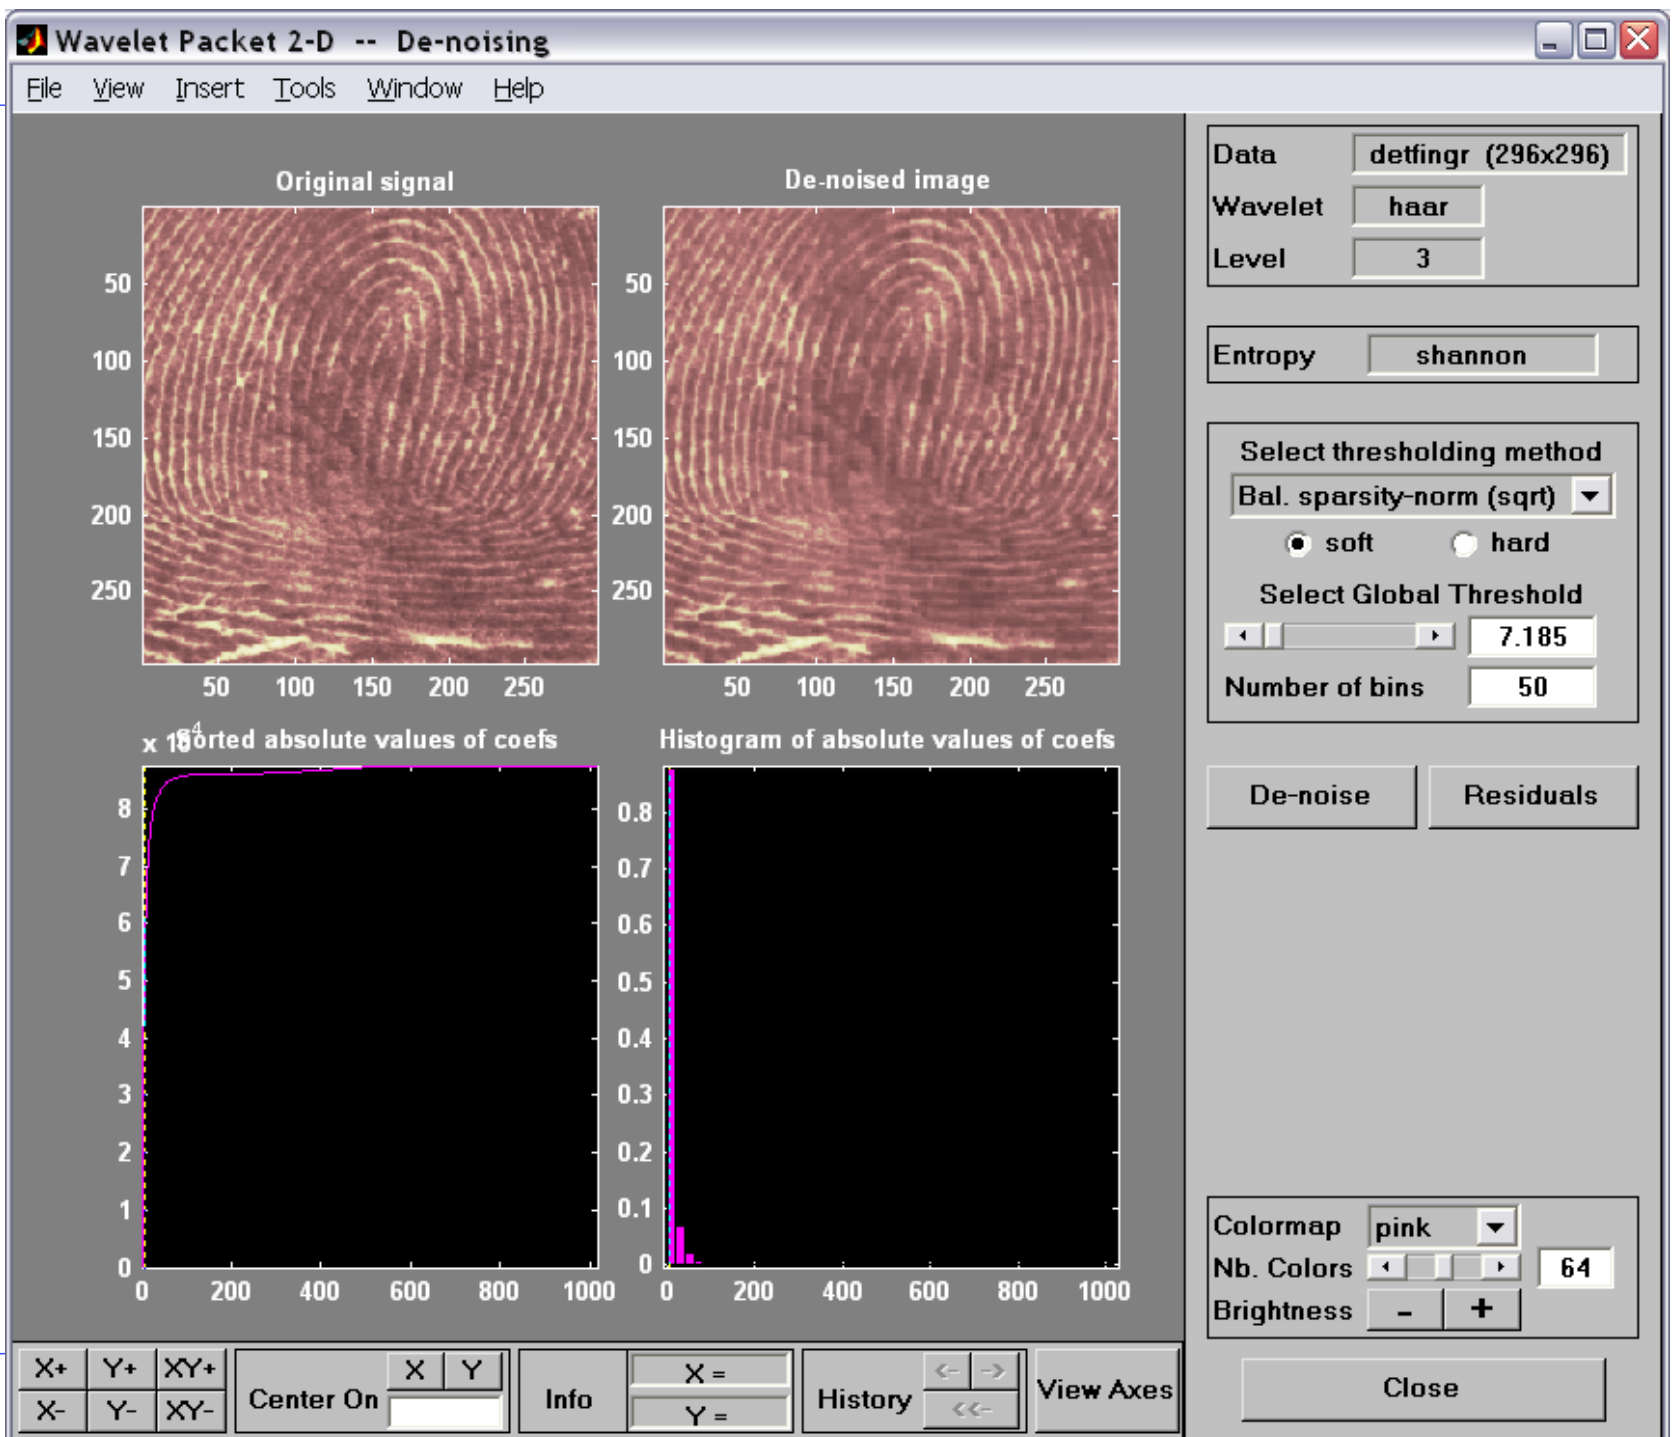 Wavelet Packet 2-D -- De-noising
File View Insert Tools Window Help
Original signal
50
100
150
200
250
50 100 150 200 250
De-noised image
50
100
150
200
250
50 100 150 200 250
x 10^4
Sorted absolute values of coefs
8
7
6
5
4
3
2
1
0
0 200 400 600 800 1000
Histogram of absolute values of coefs
0.8
0.7
0.6
0.5
0.4
0.3
0.2
0.1
0
0 200 400 600 800 1000
Data detfingr (296x296)
Wavelet haar
Level 3
Entropy shannon
Select thresholding method
Bal. sparsity-norm (sqrt)
soft hard
Select Global Threshold
7.185
Number of bins 50
De-noise Residuals
Colormap pink
Nb. Colors 64
Brightness - +
Close
X+ Y+ XY+
X- Y- XY-
Center On X Y
Info X =
Y =
History <- ->
<<-
View Axes